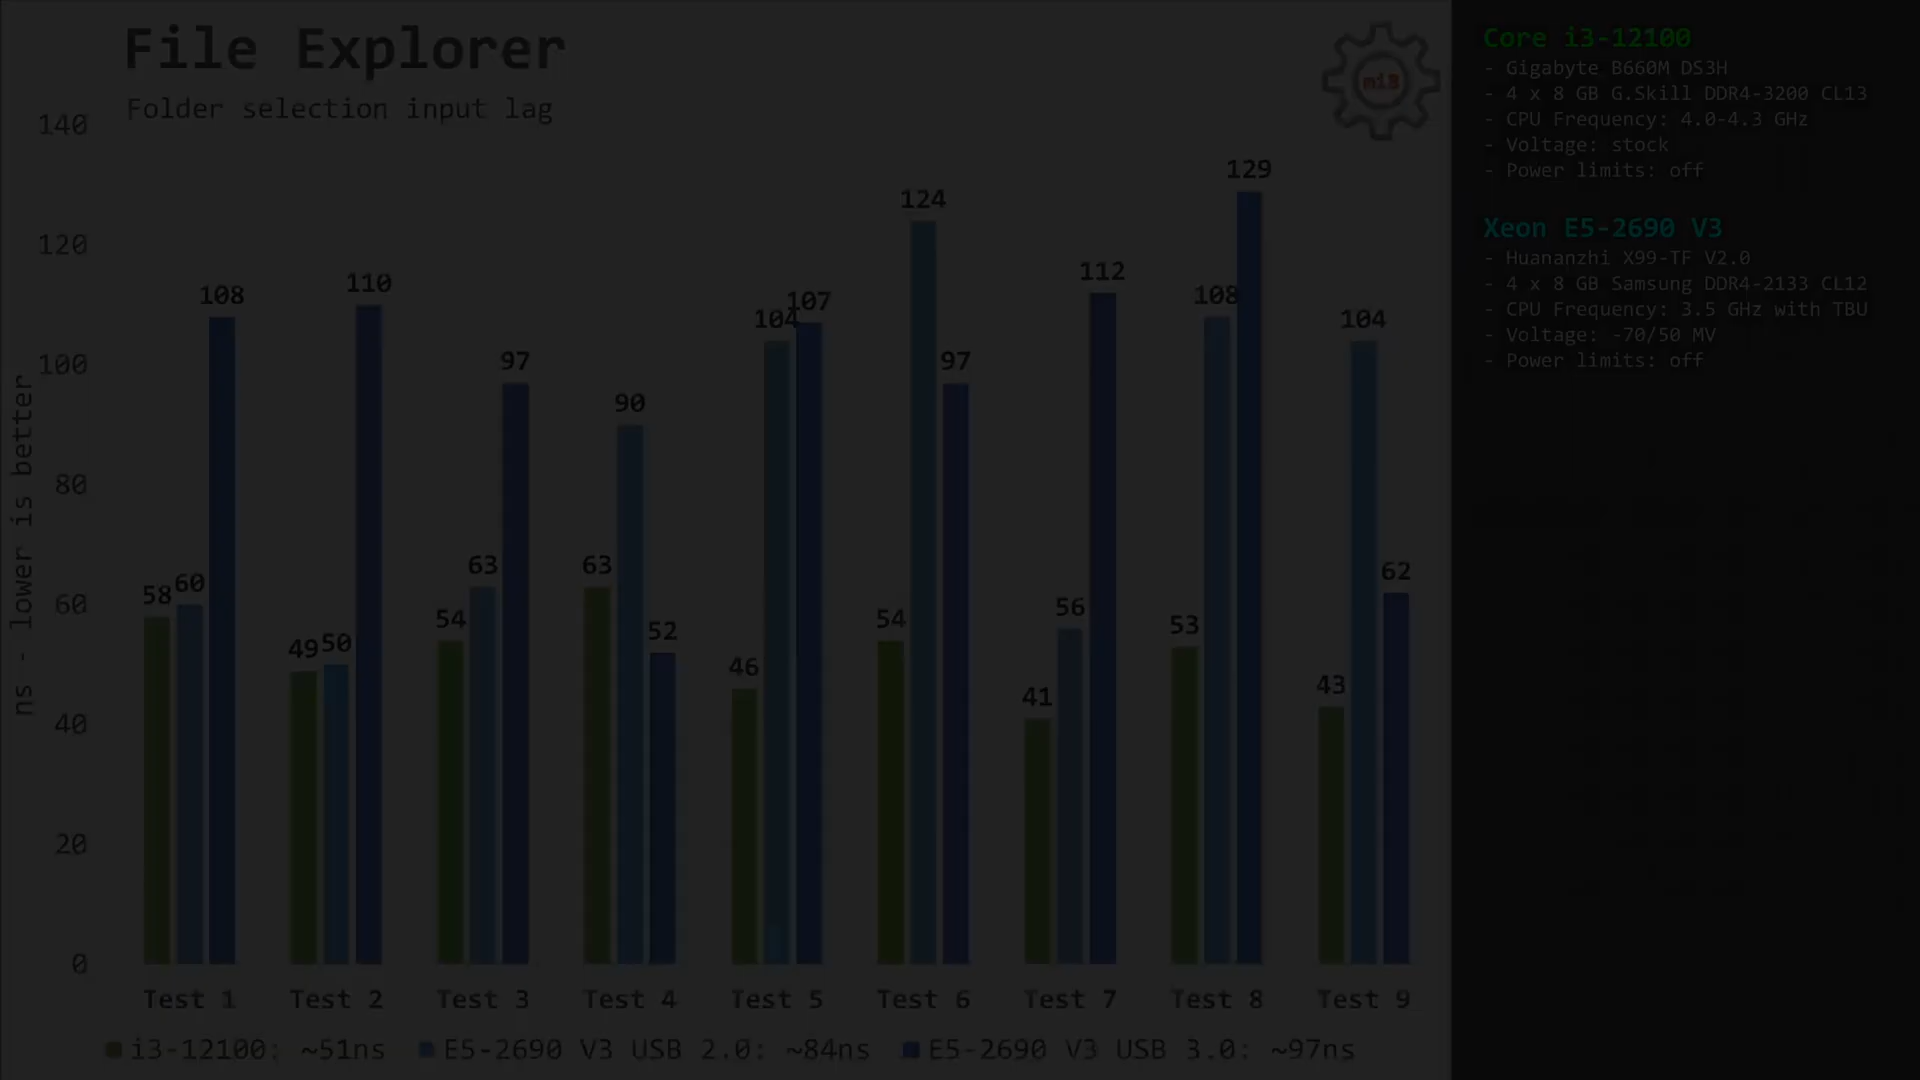 File Explorer
Folder selection input lag
mi3
ns - lower is better
140
120
100
80
60
40
20
0
58 60 108
49 50 110
54 63 97
63 90 52
46 104 107
54 124 97
41 56 112
53 108 129
43 104 62
Test 1 Test 2 Test 3 Test 4 Test 5 Test 6 Test 7 Test 8 Test 9
i3-12100: ~51ns E5-2690 V3 USB 2.0: ~84ns E5-2690 V3 USB 3.0: ~97ns
Core i3-12100
- Gigabyte B660M DS3H
- 4 x 8 GB G.Skill DDR4-3200 CL13
- CPU Frequency: 4.0-4.3 GHz
- Voltage: stock
- Power limits: off
Xeon E5-2690 V3
- Huananzhi X99-TF V2.0
- 4 x 8 GB Samsung DDR4-2133 CL12
- CPU Frequency: 3.5 GHz with TBU
- Voltage: -70/50 MV
- Power limits: off